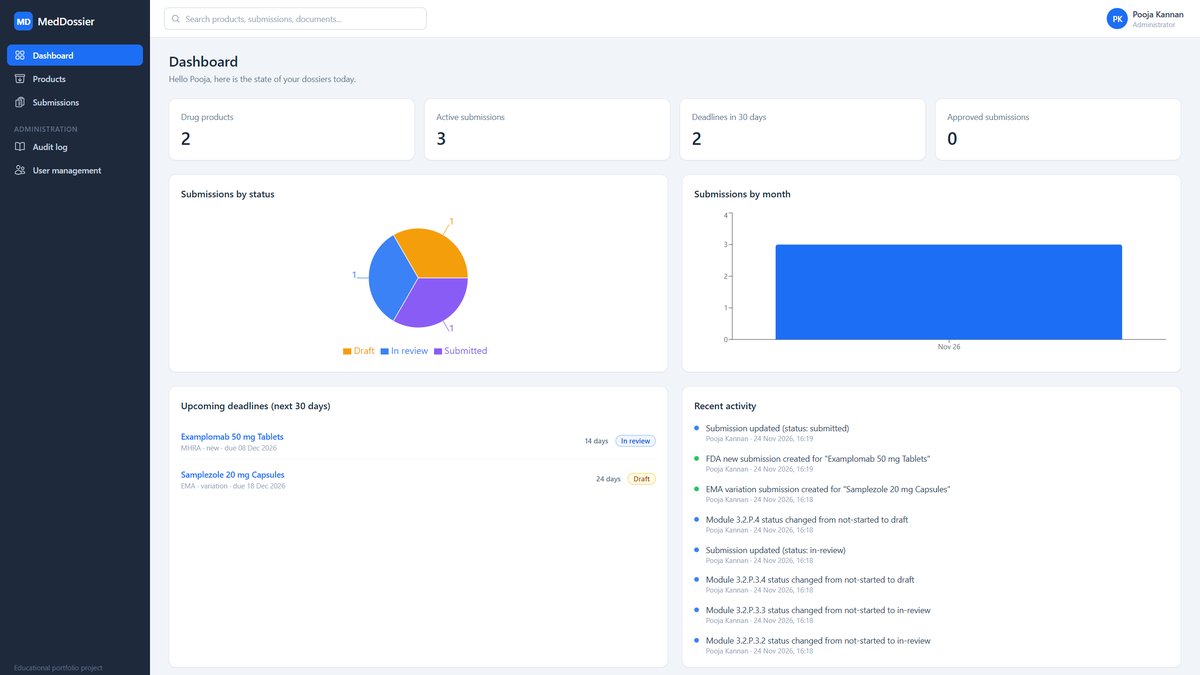 MD MedDossier
Search products, submissions, documents...
PK
Pooja Kannan
Administrator
Dashboard
Products
Submissions
ADMINISTRATION
Audit log
User management
Educational portfolio project
Dashboard
Hello Pooja, here is the state of your dossiers today.
Drug products
2
Active submissions
3
Deadlines in 30 days
2
Approved submissions
0
Submissions by status
1
1
1
Draft In review Submitted
Submissions by month
4
3
2
1
0
Nov 26
Upcoming deadlines (next 30 days)
Examplomab 50 mg Tablets
MHRA · new · due 08 Dec 2026
14 days In review
Samplezole 20 mg Capsules
EMA · variation · due 18 Dec 2026
24 days Draft
Recent activity
Submission updated (status: submitted)
Pooja Kannan · 24 Nov 2026, 16:19
FDA new submission created for "Examplomab 50 mg Tablets"
Pooja Kannan · 24 Nov 2026, 16:19
EMA variation submission created for "Samplezole 20 mg Capsules"
Pooja Kannan · 24 Nov 2026, 16:18
Module 3.2.P.4 status changed from not-started to draft
Pooja Kannan · 24 Nov 2026, 16:18
Submission updated (status: in-review)
Pooja Kannan · 24 Nov 2026, 16:18
Module 3.2.P.3.4 status changed from not-started to draft
Pooja Kannan · 24 Nov 2026, 16:18
Module 3.2.P.3.3 status changed from not-started to in-review
Pooja Kannan · 24 Nov 2026, 16:18
Module 3.2.P.3.2 status changed from not-started to in-review
Pooja Kannan · 24 Nov 2026, 16:18